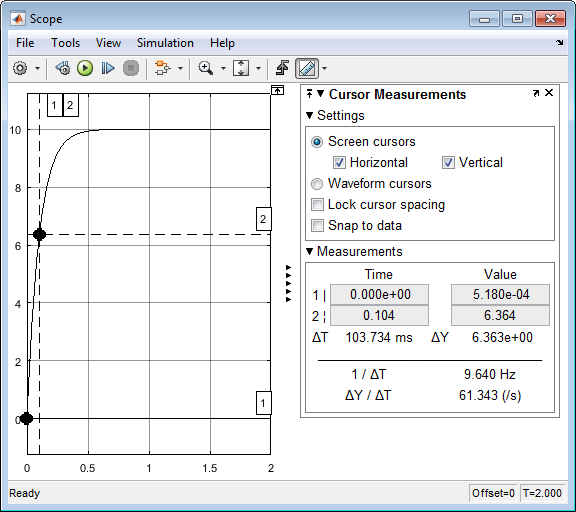 Scope
File Tools View Simulation Help
1 2
10
8
6
4
2
0
2
1
0 0.5 1 1.5 2
Cursor Measurements
Settings
Screen cursors
Horizontal Vertical
Waveform cursors
Lock cursor spacing
Snap to data
Measurements
Time Value
1 | 0.000e+00 5.180e-04
2 ¦ 0.104 6.364
ΔT 103.734 ms ΔY 6.363e+00
1 / ΔT 9.640 Hz
ΔY / ΔT 61.343 (/s)
Ready Offset=0 T=2.000